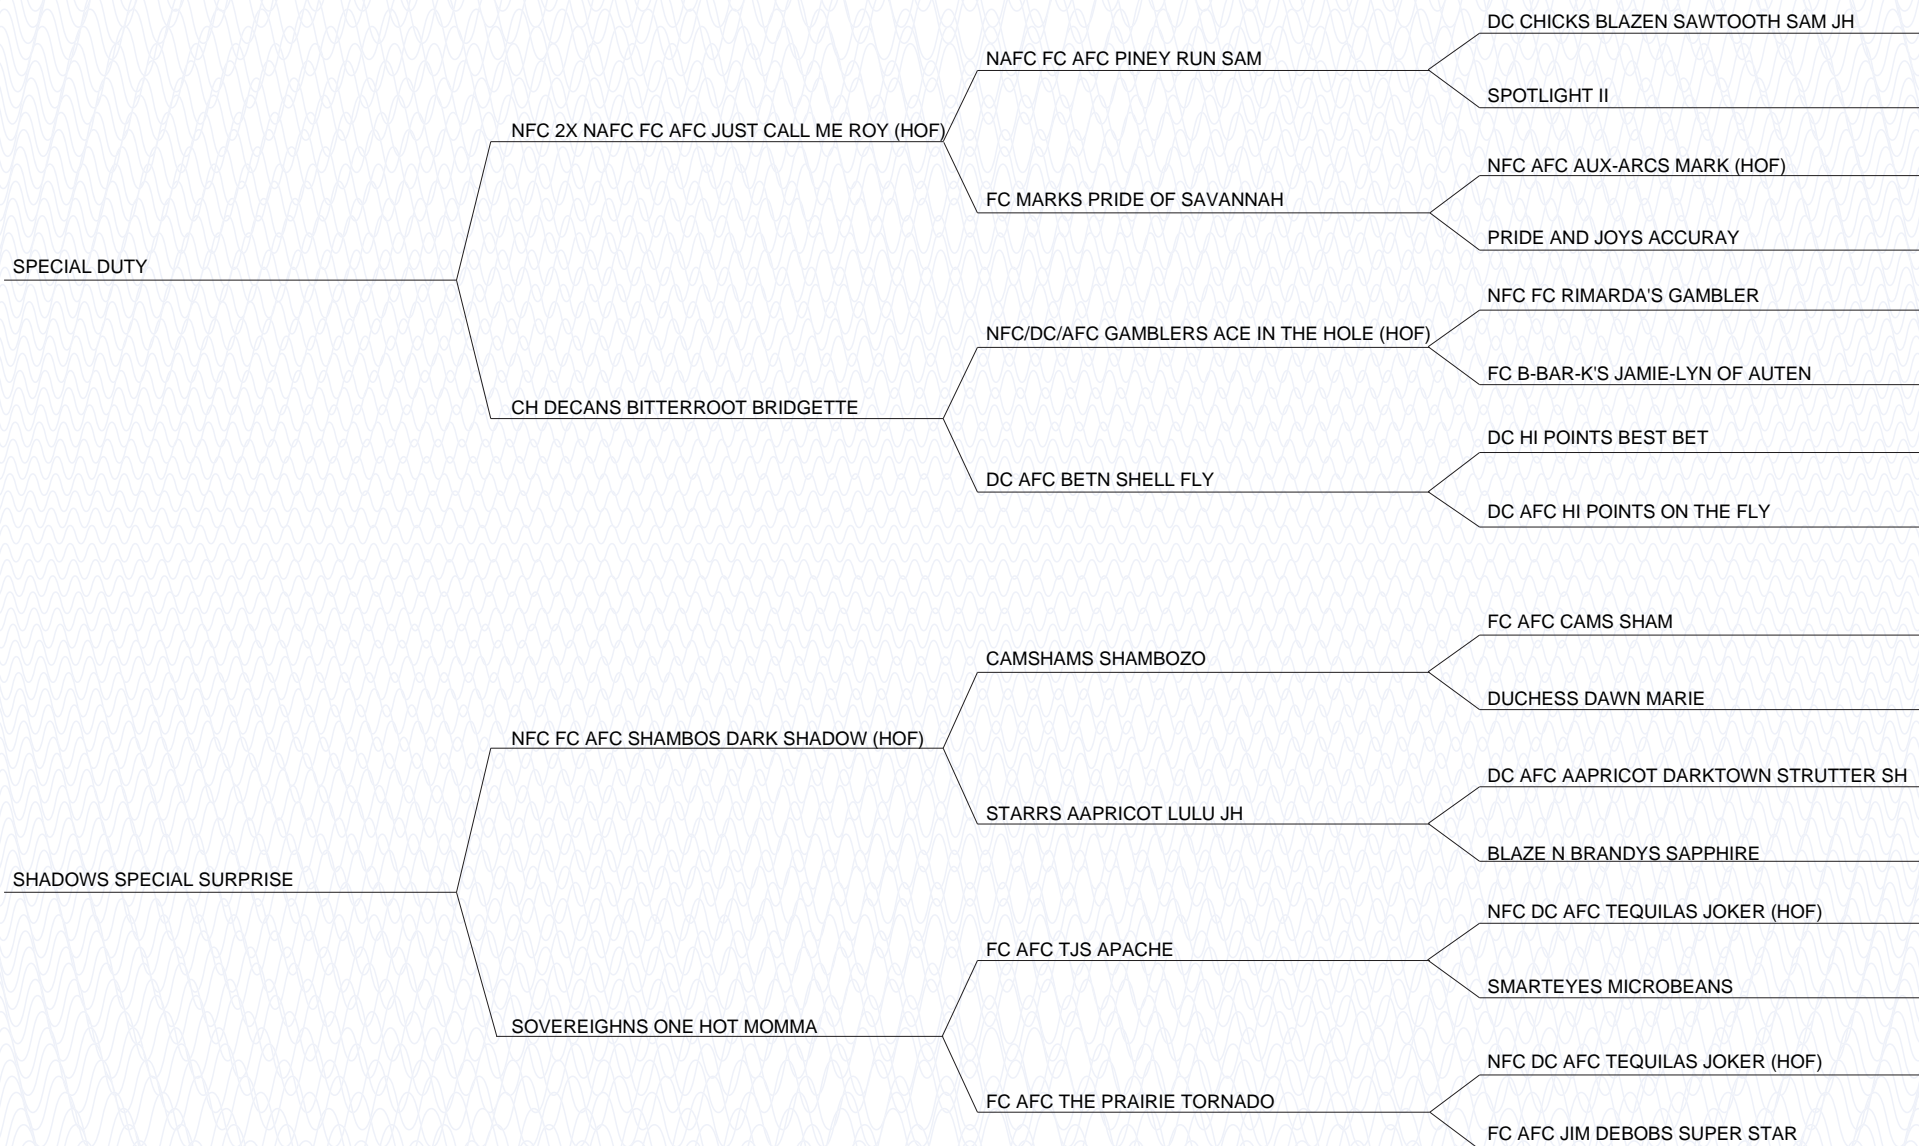 DC CHICKS BLAZEN SAWTOOTH SAM JH
NAFC FC AFC PINEY RUN SAM
SPOTLIGHT II
NFC 2X NAFC FC AFC JUST CALL ME ROY (HOF)
NFC AFC AUX-ARCS MARK (HOF)
FC MARKS PRIDE OF SAVANNAH
PRIDE AND JOYS ACCURAY
SPECIAL DUTY
NFC FC RIMARDA'S GAMBLER
NFC/DC/AFC GAMBLERS ACE IN THE HOLE (HOF)
FC B-BAR-K'S JAMIE-LYN OF AUTEN
CH DECANS BITTERROOT BRIDGETTE
DC HI POINTS BEST BET
DC AFC BETN SHELL FLY
DC AFC HI POINTS ON THE FLY
FC AFC CAMS SHAM
CAMSHAMS SHAMBOZO
DUCHESS DAWN MARIE
NFC FC AFC SHAMBOS DARK SHADOW (HOF)
DC AFC AAPRICOT DARKTOWN STRUTTER SH
STARRS AAPRICOT LULU JH
BLAZE N BRANDYS SAPPHIRE
SHADOWS SPECIAL SURPRISE
NFC DC AFC TEQUILAS JOKER (HOF)
FC AFC TJS APACHE
SMARTEYES MICROBEANS
SOVEREIGHNS ONE HOT MOMMA
NFC DC AFC TEQUILAS JOKER (HOF)
FC AFC THE PRAIRIE TORNADO
FC AFC JIM DEBOBS SUPER STAR